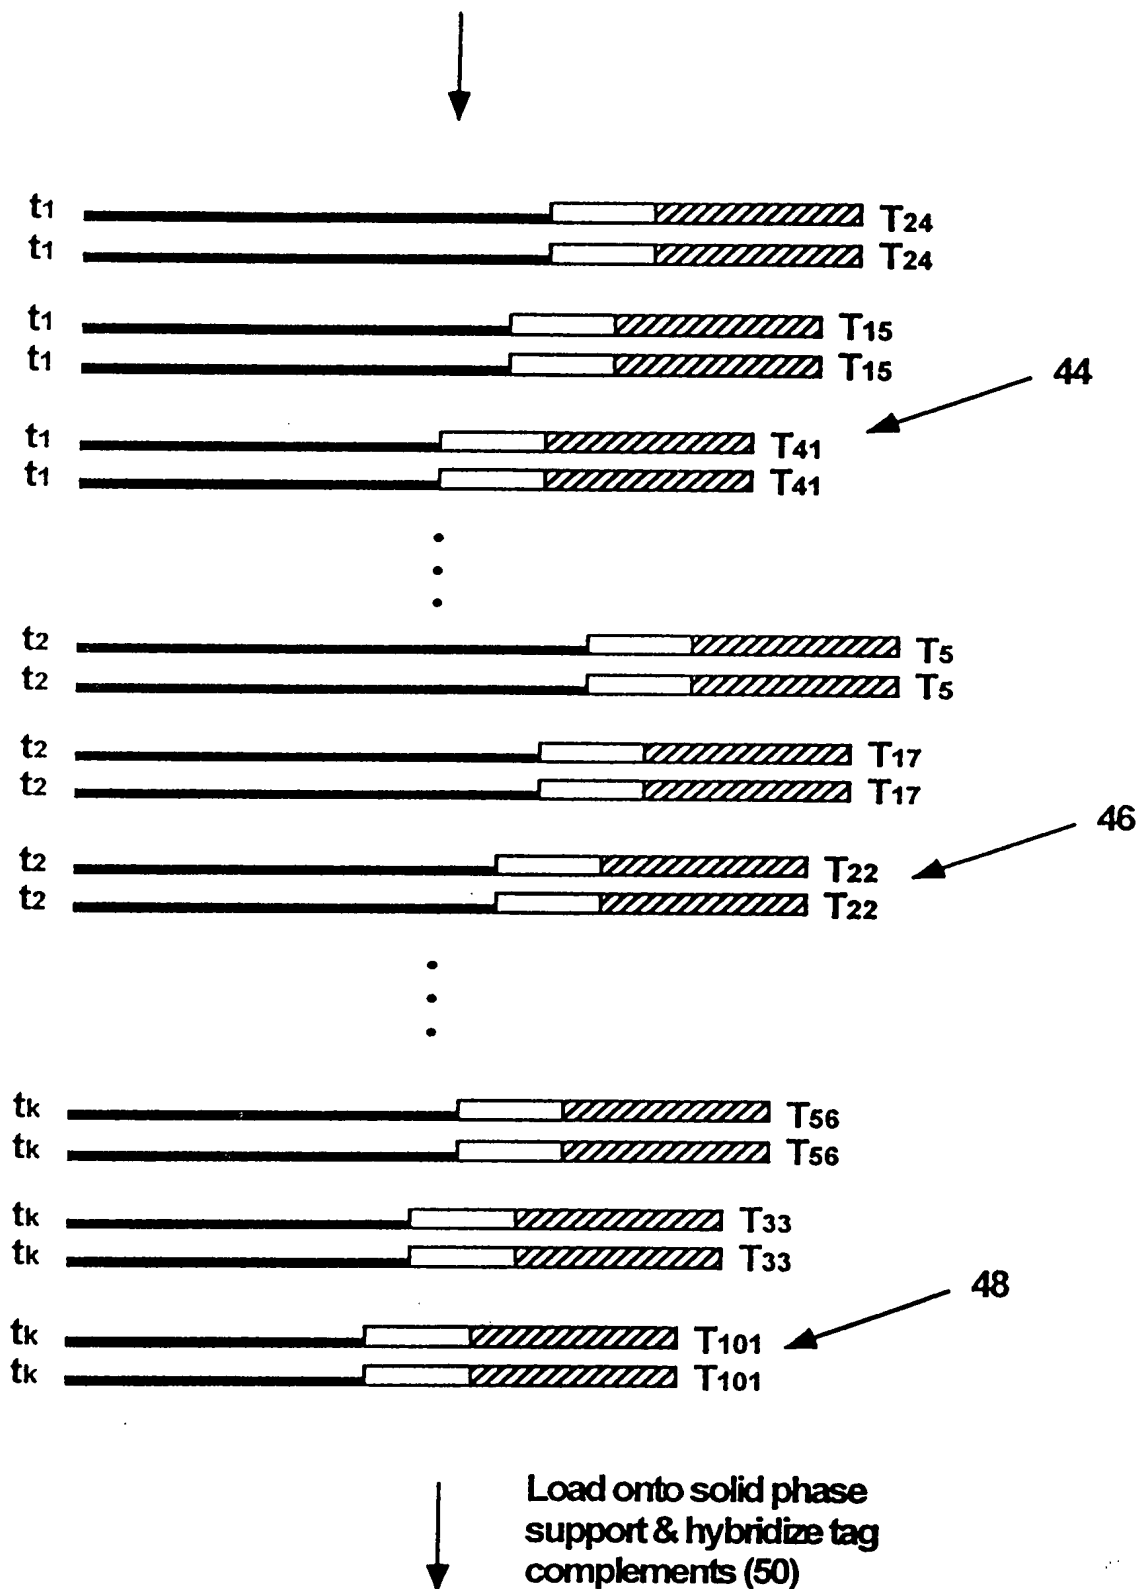 t1 T24
t1 T24
t1 T15
t1 T15
44
t1 T41
t1 T41
t2 T5
t2 T5
t2 T17
t2 T17
46
t2 T22
t2 T22
tk T56
tk T56
tk T33
tk T33
48
tk T101
tk T101
Load onto solid phase
support & hybridize tag
complements (50)